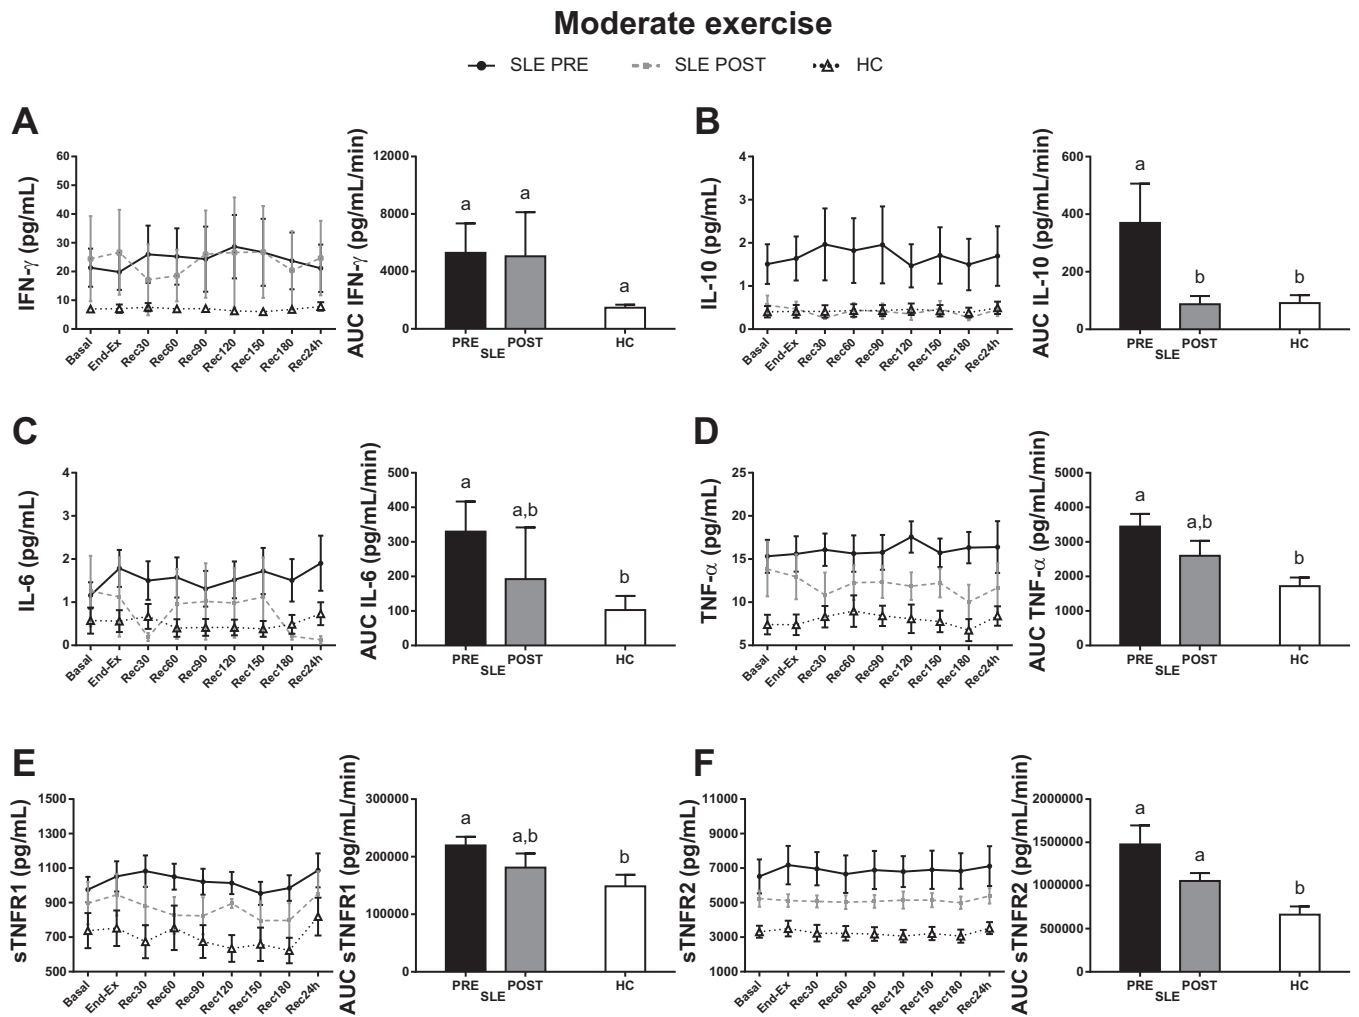 Moderate exercise
SLE PRE SLE POST HC
A
IFN-γ (pg/mL)
60
50
40
30
20
10
0
Basal End-Ex Rec30 Rec60 Rec90 Rec120 Rec150 Rec180 Rec24h
AUC IFN-γ (pg/mL/min)
12000
8000
4000
0
a a a
PRE POST HC
SLE
B
IL-10 (pg/mL)
4
3
2
1
0
Basal End-Ex Rec30 Rec60 Rec90 Rec120 Rec150 Rec180 Rec24h
AUC IL-10 (pg/mL/min)
600
400
200
0
a b b
PRE POST HC
SLE
C
IL-6 (pg/mL)
4
3
2
1
0
Basal End-Ex Rec30 Rec60 Rec90 Rec120 Rec150 Rec180 Rec24h
AUC IL-6 (pg/mL/min)
500
400
300
200
100
0
a a,b b
PRE POST HC
SLE
D
TNF-α (pg/mL)
25
20
15
10
5
Basal End-Ex Rec30 Rec60 Rec90 Rec120 Rec150 Rec180 Rec24h
AUC TNF-α (pg/mL/min)
5000
4000
3000
2000
1000
0
a a,b b
PRE POST HC
SLE
E
sTNFR1 (pg/mL)
1500
1300
1100
900
700
500
Basal End-Ex Rec30 Rec60 Rec90 Rec120 Rec150 Rec180 Rec24h
AUC sTNFR1 (pg/mL/min)
300000
200000
100000
0
a a,b b
PRE POST HC
SLE
F
sTNFR2 (pg/mL)
11000
9000
7000
5000
3000
1000
Basal End-Ex Rec30 Rec60 Rec90 Rec120 Rec150 Rec180 Rec24h
AUC sTNFR2 (pg/mL/min)
2000000
1500000
1000000
500000
0
a a b
PRE POST HC
SLE